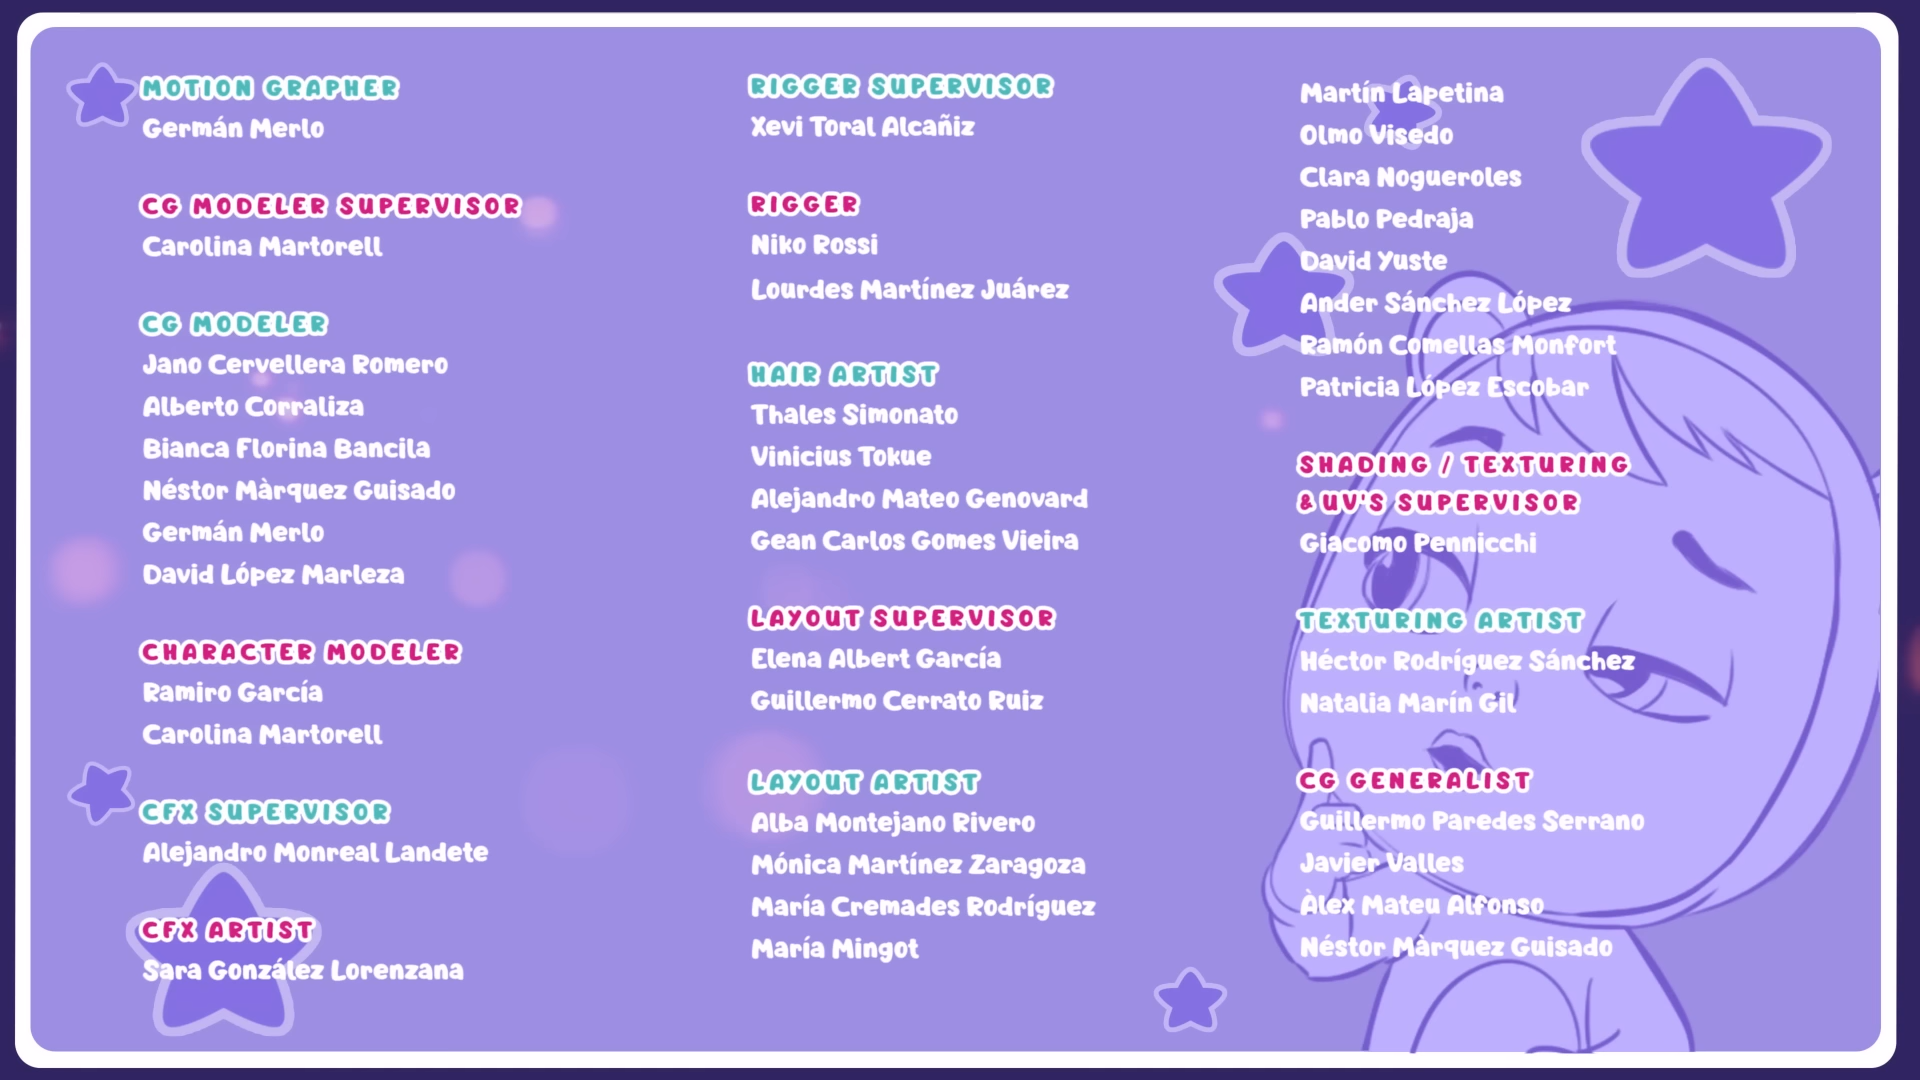 MOTION GRAPHER
Germán Merlo
CG MODELER SUPERVISOR
Carolina Martorell
CG MODELER
Jano Cervellera Romero
Alberto Corraliza
Bianca Florina Bancila
Néstor Màrquez Guisado
Germán Merlo
David López Marleza
CHARACTER MODELER
Ramiro García
Carolina Martorell
CFX SUPERVISOR
Alejandro Monreal Landete
CFX ARTIST
Sara González Lorenzana
RIGGER SUPERVISOR
Xevi Toral Alcañiz
RIGGER
Niko Rossi
Lourdes Martínez Juárez
HAIR ARTIST
Thales Simonato
Vinicius Tokue
Alejandro Mateo Genovard
Gean Carlos Gomes Vieira
LAYOUT SUPERVISOR
Elena Albert García
Guillermo Cerrato Ruiz
LAYOUT ARTIST
Alba Montejano Rivero
Mónica Martínez Zaragoza
María Cremades Rodríguez
María Mingot
Martín Lapetina
Olmo Visedo
Clara Nogueroles
Pablo Pedraja
David Yuste
Ander Sánchez López
Ramón Comellas Monfort
Patricia López Escobar
SHADING / TEXTURING
& UV'S SUPERVISOR
Giacomo Pennicchi
TEXTURING ARTIST
Héctor Rodríguez Sánchez
Natalia Marín Gil
CG GENERALIST
Guillermo Paredes Serrano
Javier Valles
Àlex Mateu Alfonso
Néstor Màrquez Guisado